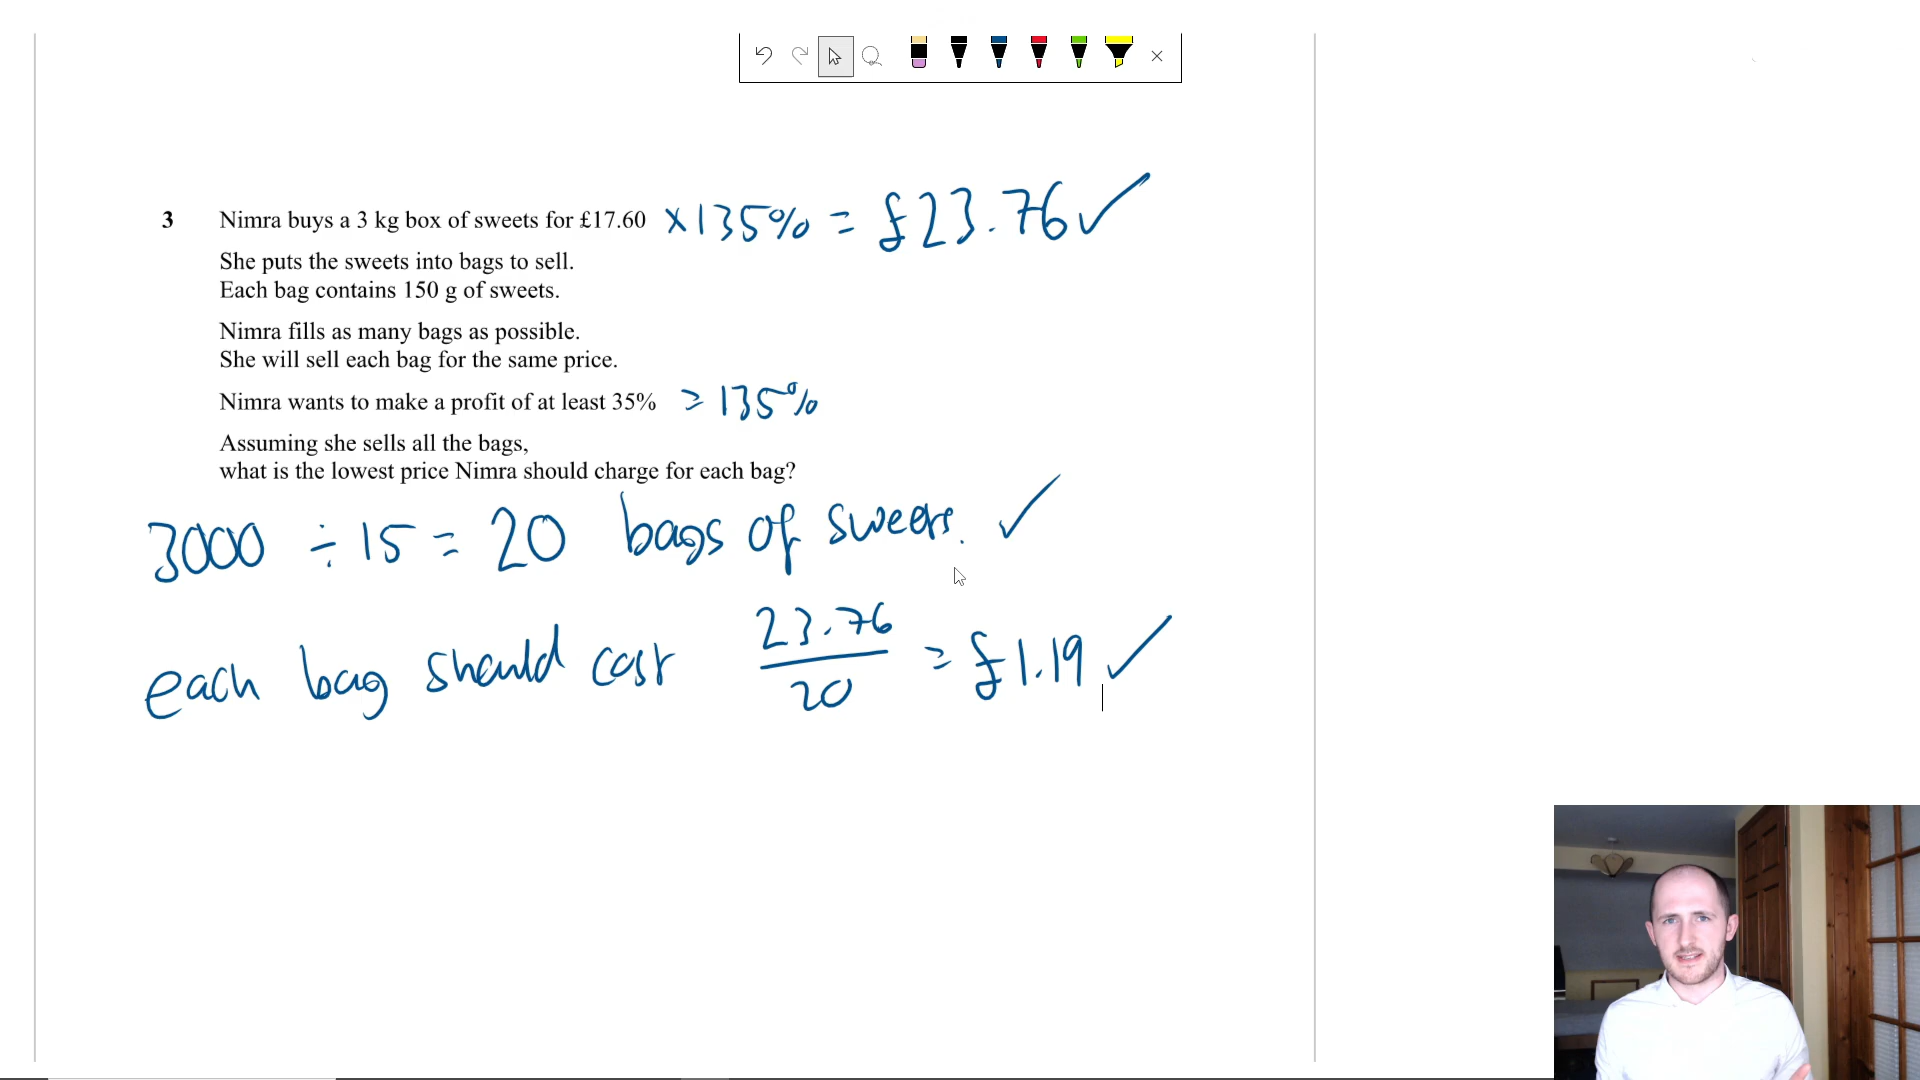 3 Nimra buys a 3 kg box of sweets for £17.60 × 135% = £23.76 ✓
She puts the sweets into bags to sell.
Each bag contains 150 g of sweets.
Nimra fills as many bags as possible.
She will sell each bag for the same price.
Nimra wants to make a profit of at least 35% ≥ 135%
Assuming she sells all the bags,
what is the lowest price Nimra should charge for each bag?
3000 ÷ 15 = 20 bags of sweets. ✓
each bag should cost 23.76/20 = £1.19 ✓